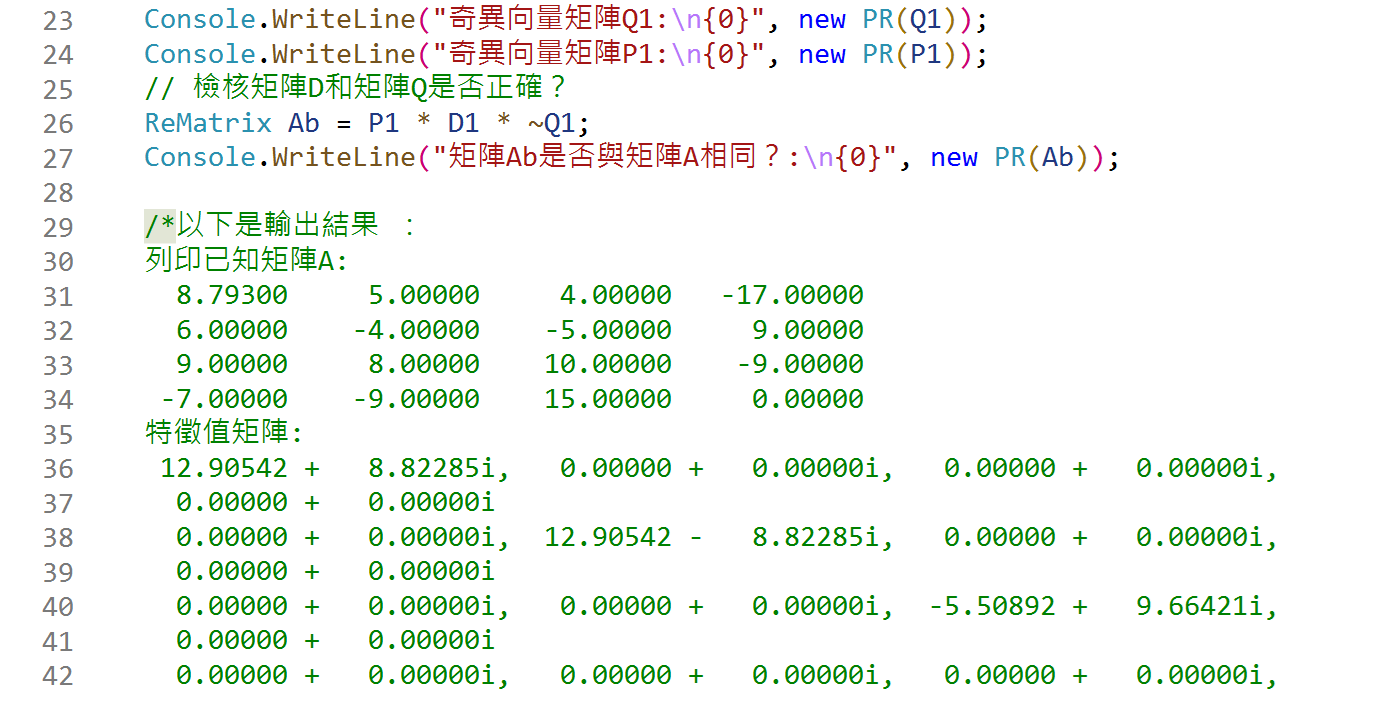 23 Console.WriteLine("奇異向量矩陣Q1:\n{0}", new PR(Q1));
24 Console.WriteLine("奇異向量矩陣P1:\n{0}", new PR(P1));
25 // 檢核矩陣D和矩陣Q是否正確？
26 ReMatrix Ab = P1 * D1 * ~Q1;
27 Console.WriteLine("矩陣Ab是否與矩陣A相同？:\n{0}", new PR(Ab));
28
29 /*以下是輸出結果 ：
30 列印已知矩陣A:
31 8.79300 5.00000 4.00000 -17.00000
32 6.00000 -4.00000 -5.00000 9.00000
33 9.00000 8.00000 10.00000 -9.00000
34 -7.00000 -9.00000 15.00000 0.00000
35 特徵值矩陣:
36 12.90542 + 8.82285i, 0.00000 + 0.00000i, 0.00000 + 0.00000i,
37 0.00000 + 0.00000i
38 0.00000 + 0.00000i, 12.90542 - 8.82285i, 0.00000 + 0.00000i,
39 0.00000 + 0.00000i
40 0.00000 + 0.00000i, 0.00000 + 0.00000i, -5.50892 + 9.66421i,
41 0.00000 + 0.00000i
42 0.00000 + 0.00000i, 0.00000 + 0.00000i, 0.00000 + 0.00000i,